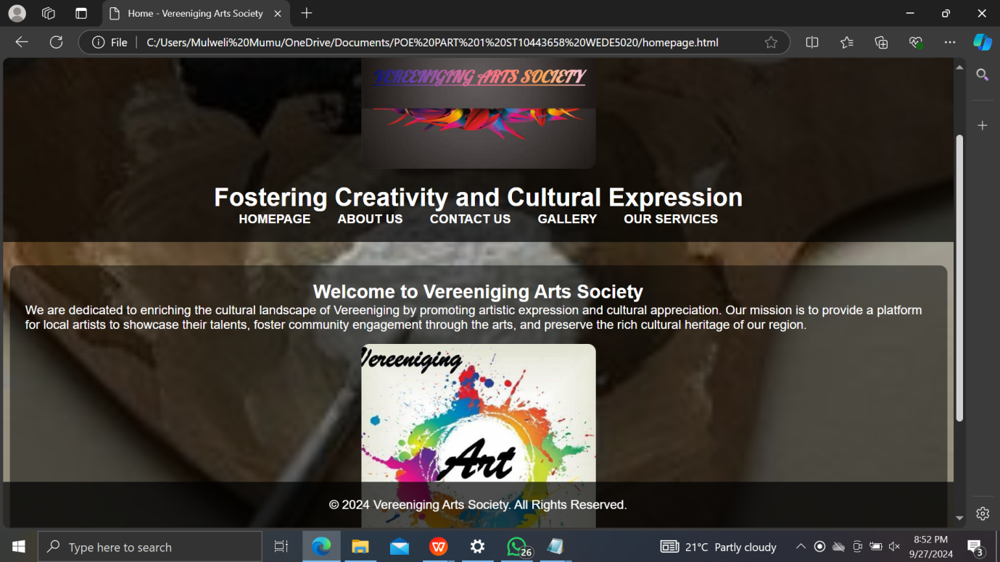 Home - Vereeniging Arts Society
File
C:/Users/Mulweli%20Mumu/OneDrive/Documents/POE%20PART%201%20ST10443658%20WEDE5020/homepage.html
VEREENIGING ARTS SOCIETY
Fostering Creativity and Cultural Expression
HOMEPAGE ABOUT US CONTACT US GALLERY OUR SERVICES
Welcome to Vereeniging Arts Society
We are dedicated to enriching the cultural landscape of Vereeniging by promoting artistic expression and cultural appreciation. Our mission is to provide a platform
for local artists to showcase their talents, foster community engagement through the arts, and preserve the rich cultural heritage of our region.
Vereeniging
Art
© 2024 Vereeniging Arts Society. All Rights Reserved.
Type here to search
W
26
21°C Partly cloudy
8:52 PM
9/27/2024
3